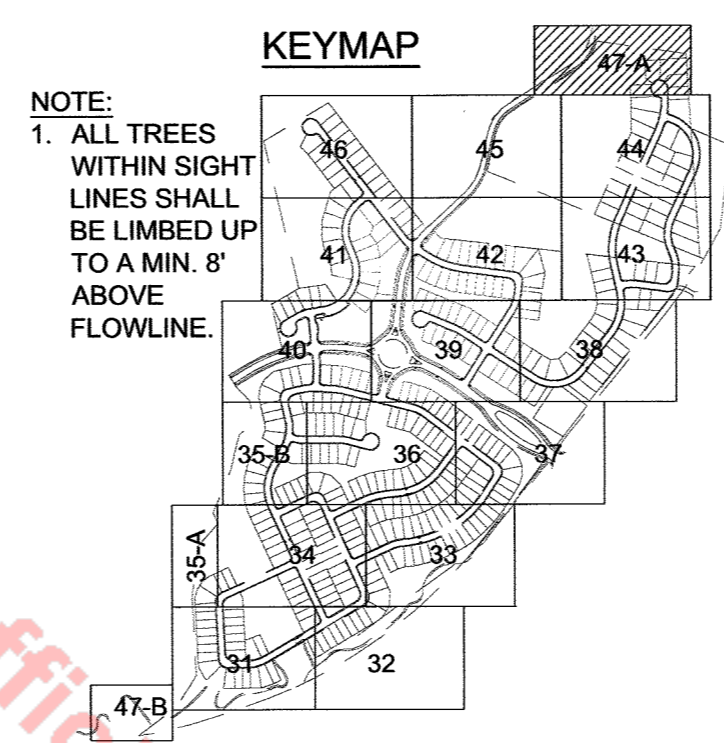 KEYMAP
NOTE:
1. ALL TREES
WITHIN SIGHT
LINES SHALL
BE LIMBED UP
TO A MIN. 8'
ABOVE
FLOWLINE.
47-A
46
45
44
41
42
43
40
39
38
35-B
36
37
35-A
34
33
31
32
47-B